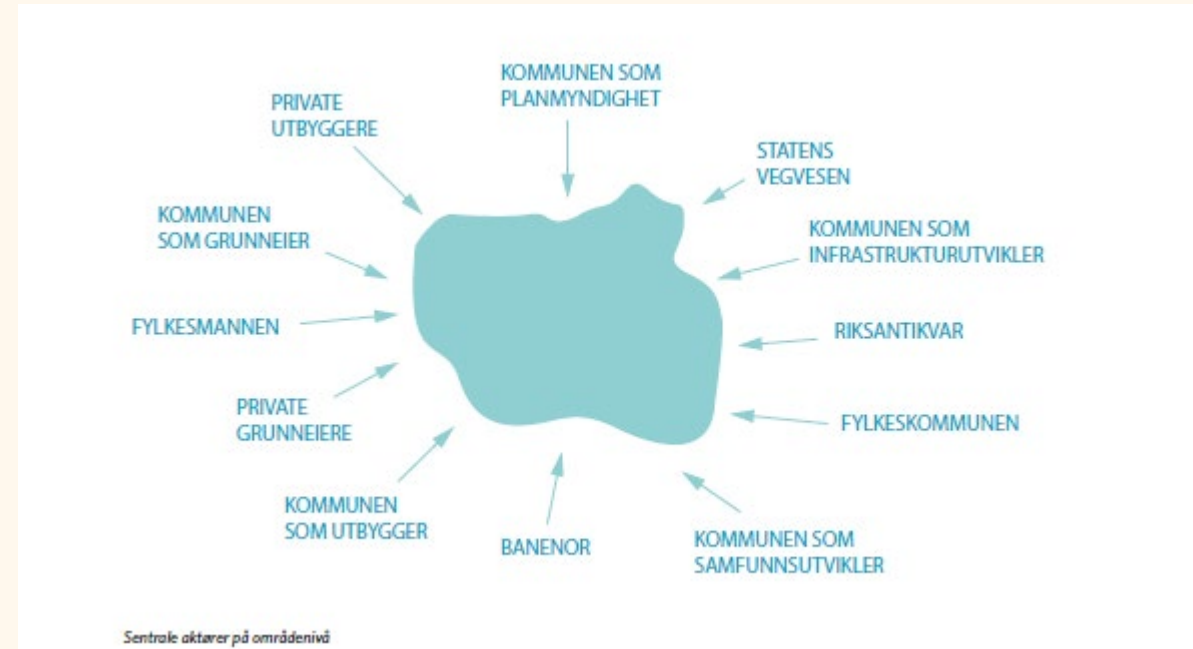 KOMMUNEN SOM
PLANMYNDIGHET
PRIVATE
UTBYGGERE
STATENS
VEGVESEN
KOMMUNEN
SOM GRUNNEIER
KOMMUNEN SOM
INFRASTRUKTURUTVIKLER
FYLKESMANNEN
RIKSANTIKVAR
PRIVATE
GRUNNEIERE
FYLKESKOMMUNEN
KOMMUNEN
SOM UTBYGGER
BANENOR
KOMMUNEN SOM
SAMFUNNSUTVIKLER
Sentrale aktører på områdenivå